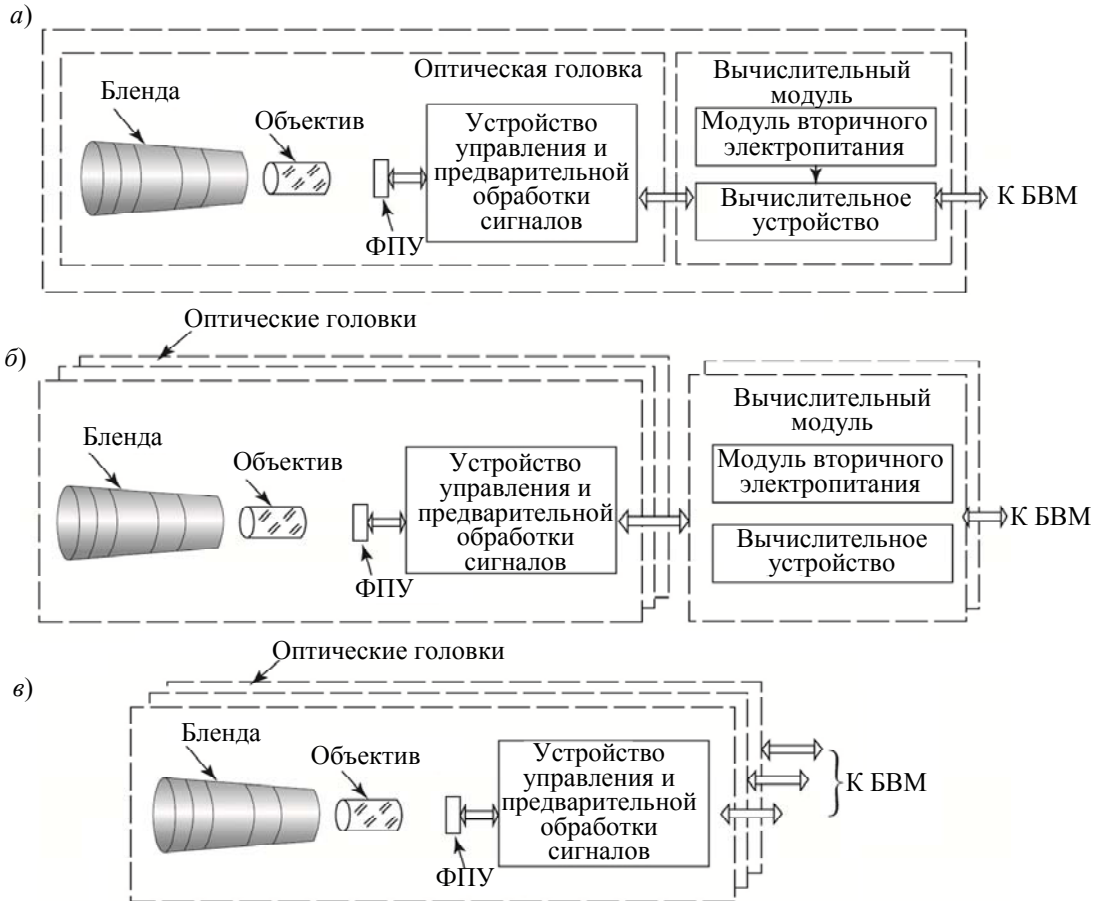 а)
Оптическая головка
Бленда
Объектив
ФПУ
Устройство
управления и
предварительной
обработки
сигналов
Вычислительный
модуль
Модуль вторичного
электропитания
Вычислительное
устройство
К БВМ
Оптические головки
б)
Бленда
Объектив
ФПУ
Устройство
управления и
предварительной
обработки
сигналов
Вычислительный
модуль
Модуль вторичного
электропитания
Вычислительное
устройство
К БВМ
Оптические головки
в)
Бленда
Объектив
ФПУ
Устройство
управления и
предварительной
обработки
сигналов
К БВМ